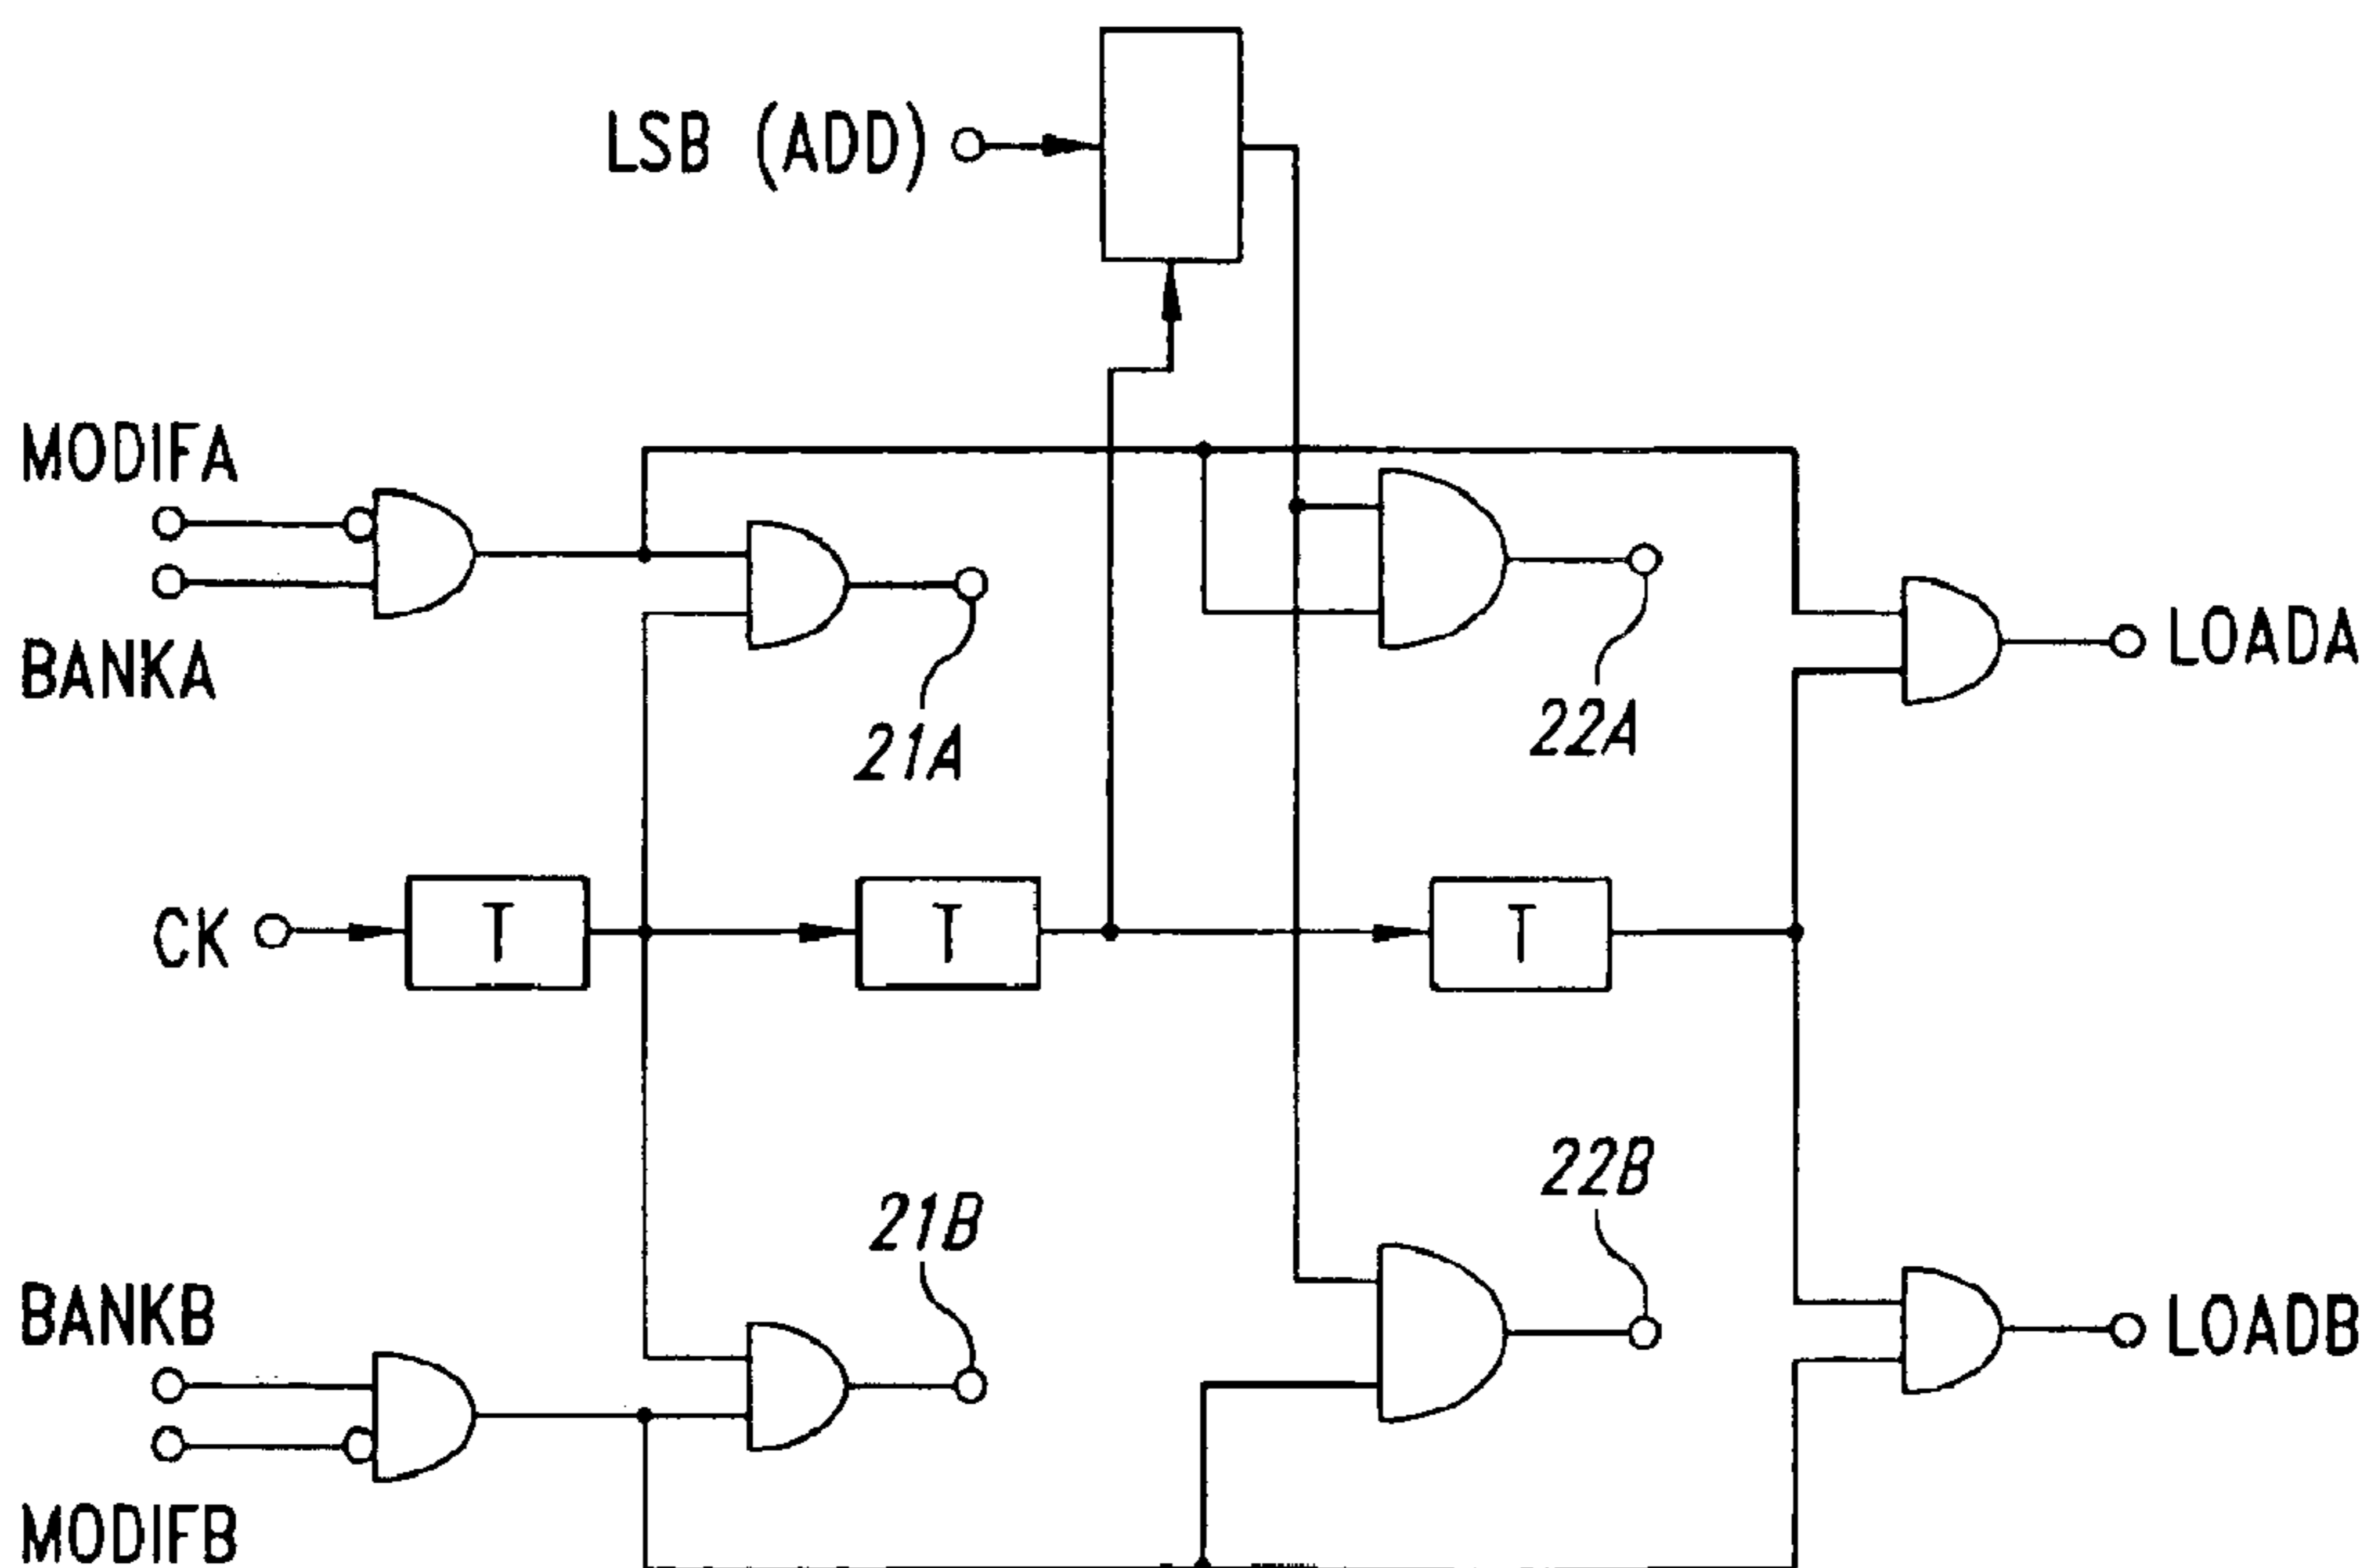 LSB (ADD)
MODIFA
BANKA
21A
22A
LOADA
CK
T
T
T
21B
22B
BANKB
LOADB
MODIFB